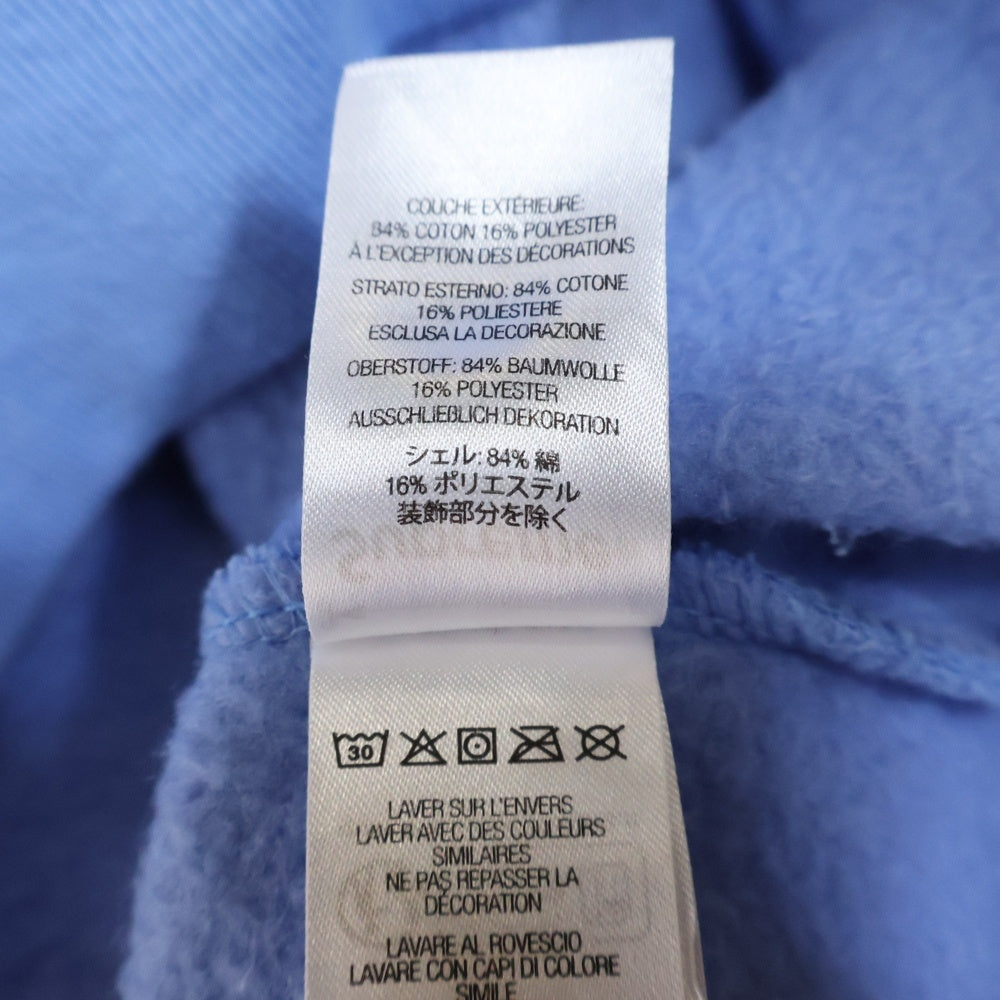 COUCHE EXTÉRIEURE:
84% COTON 16% POLYESTER
À L'EXCEPTION DES DÉCORATIONS
STRATO ESTERNO: 84% COTONE
16% POLIESTERE
ESCLUSA LA DECORAZIONE
OBERSTOFF: 84% BAUMWOLLE
16% POLYESTER
AUSSCHLIEßLICH DEKORATION
シェル: 84% 綿
16% ポリエステル
装飾部分を除く
30
LAVER SUR L'ENVERS
LAVER AVEC DES COULEURS
SIMILAIRES
NE PAS REPASSER LA
DÉCORATION
LAVARE AL ROVESCIO
LAVARE CON CAPI DI COLORE
SIMILE